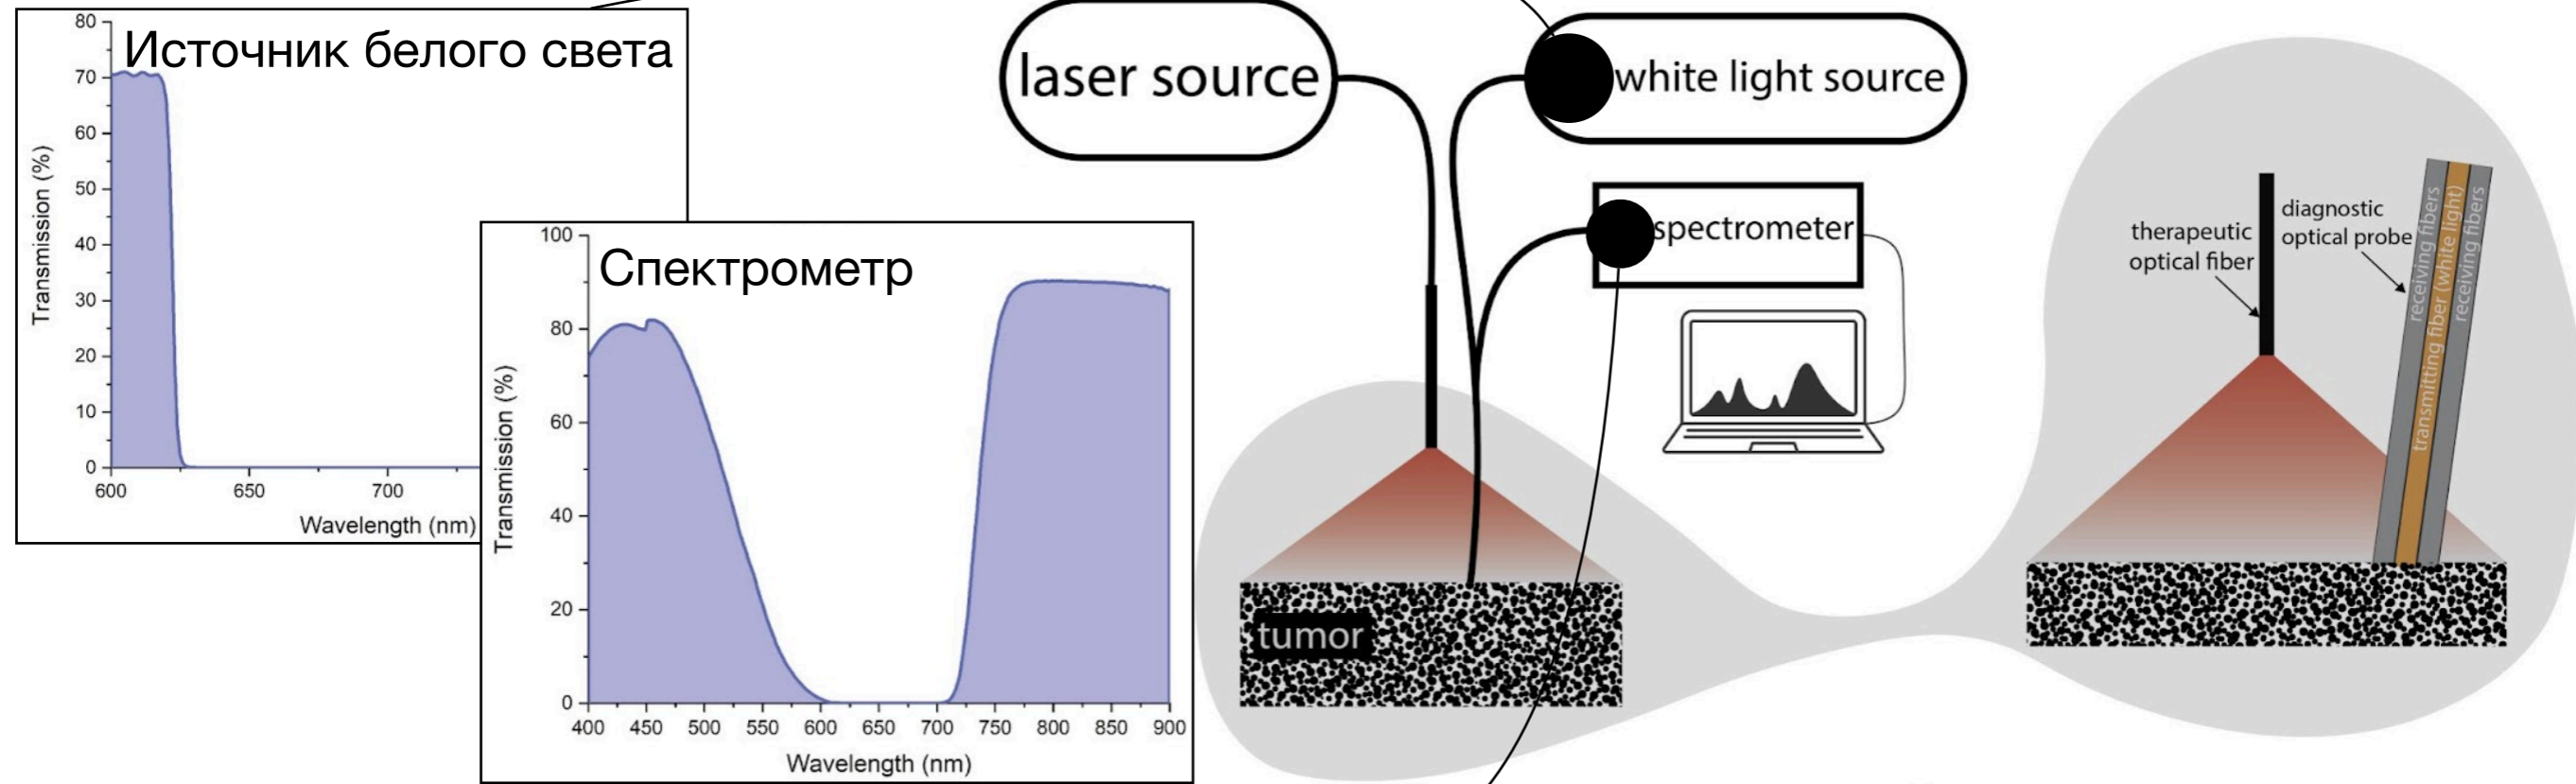 Источник белого света
80
70
60
50
40
30
20
10
0
Transmission (%)
600
650
700
Wavelength (nm)
Спектрометр
100
80
60
40
20
0
Transmission (%)
400
450
500
550
600
650
700
750
800
850
900
Wavelength (nm)
laser source
white light source
spectrometer
tumor
therapeutic
optical fiber
diagnostic
optical probe
receiving fibers
transmitting fiber (white light)
receiving fibers